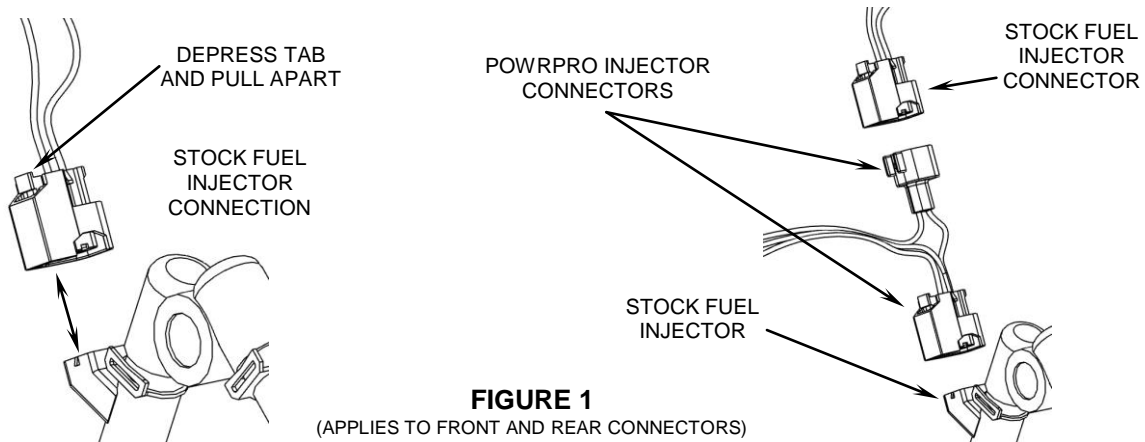 DEPRESS TAB
AND PULL APART
STOCK FUEL
INJECTOR
CONNECTION
POWRPRO INJECTOR
CONNECTORS
STOCK FUEL
INJECTOR
CONNECTOR
STOCK FUEL
INJECTOR
FIGURE 1
(APPLIES TO FRONT AND REAR CONNECTORS)